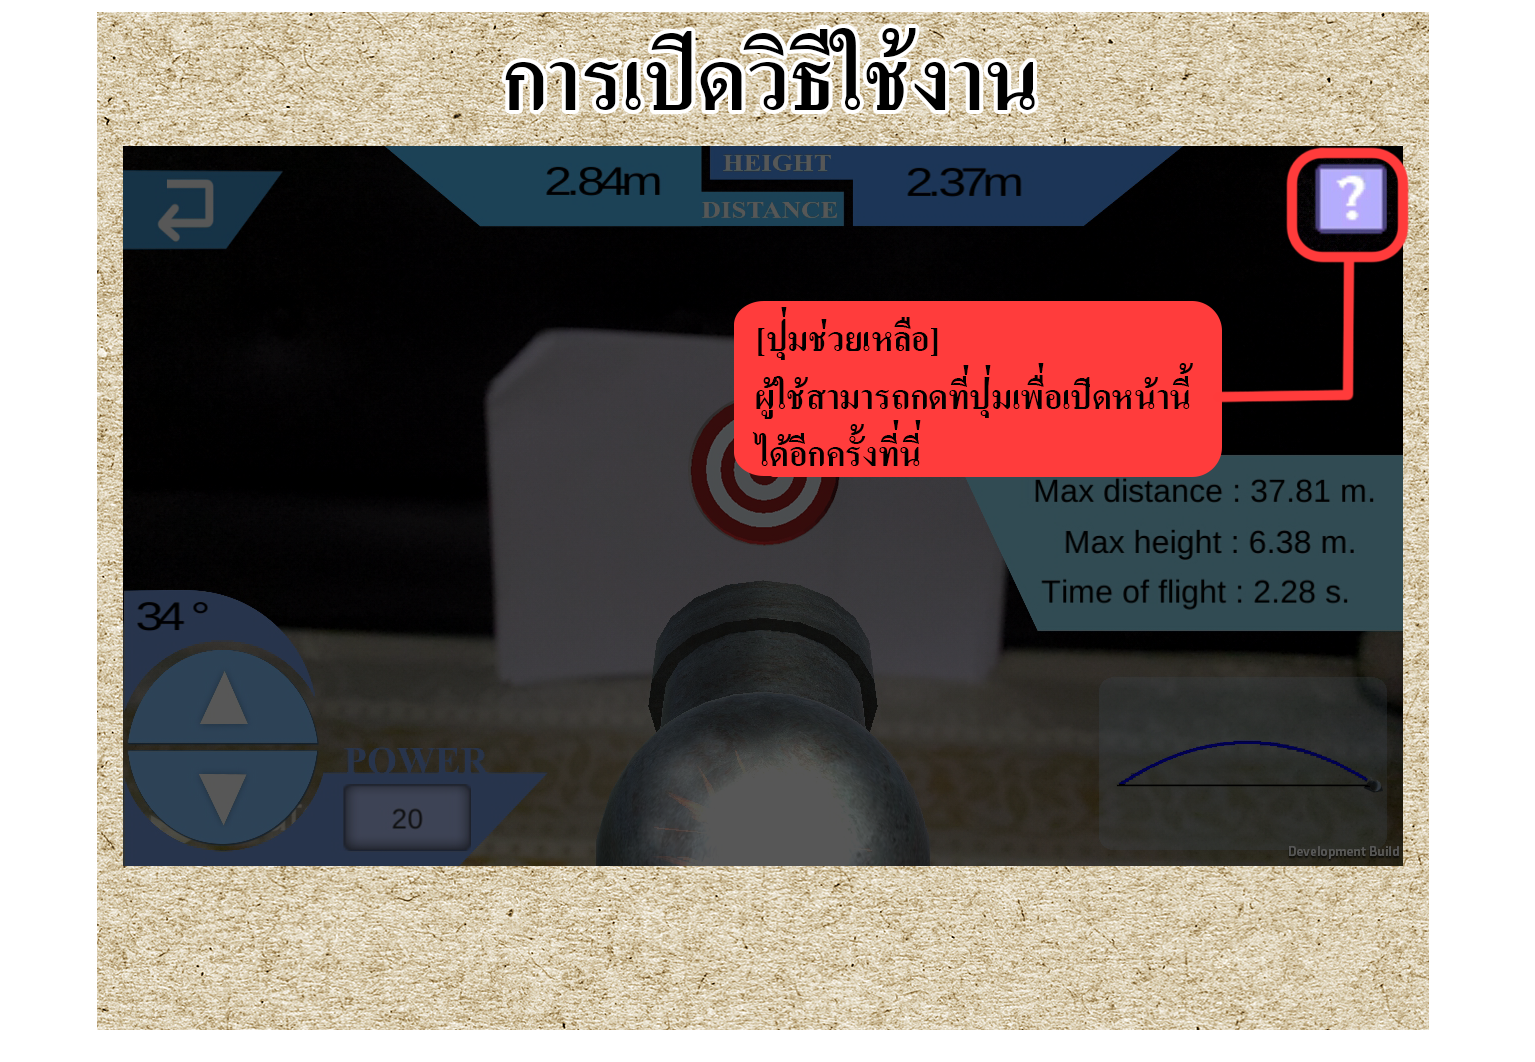 การเปิดวิธีใช้งาน
2.84m
HEIGHT
2.37m
DISTANCE
?
[ปุ่มช่วยเหลือ]
ผู้ใช้สามารถกดที่ปุ่มเพื่อเปิดหน้านี้
ได้อีกครั้งที่นี่
Max distance : 37.81 m.
Max height : 6.38 m.
Time of flight : 2.28 s.
34°
POWER
20
Development Build